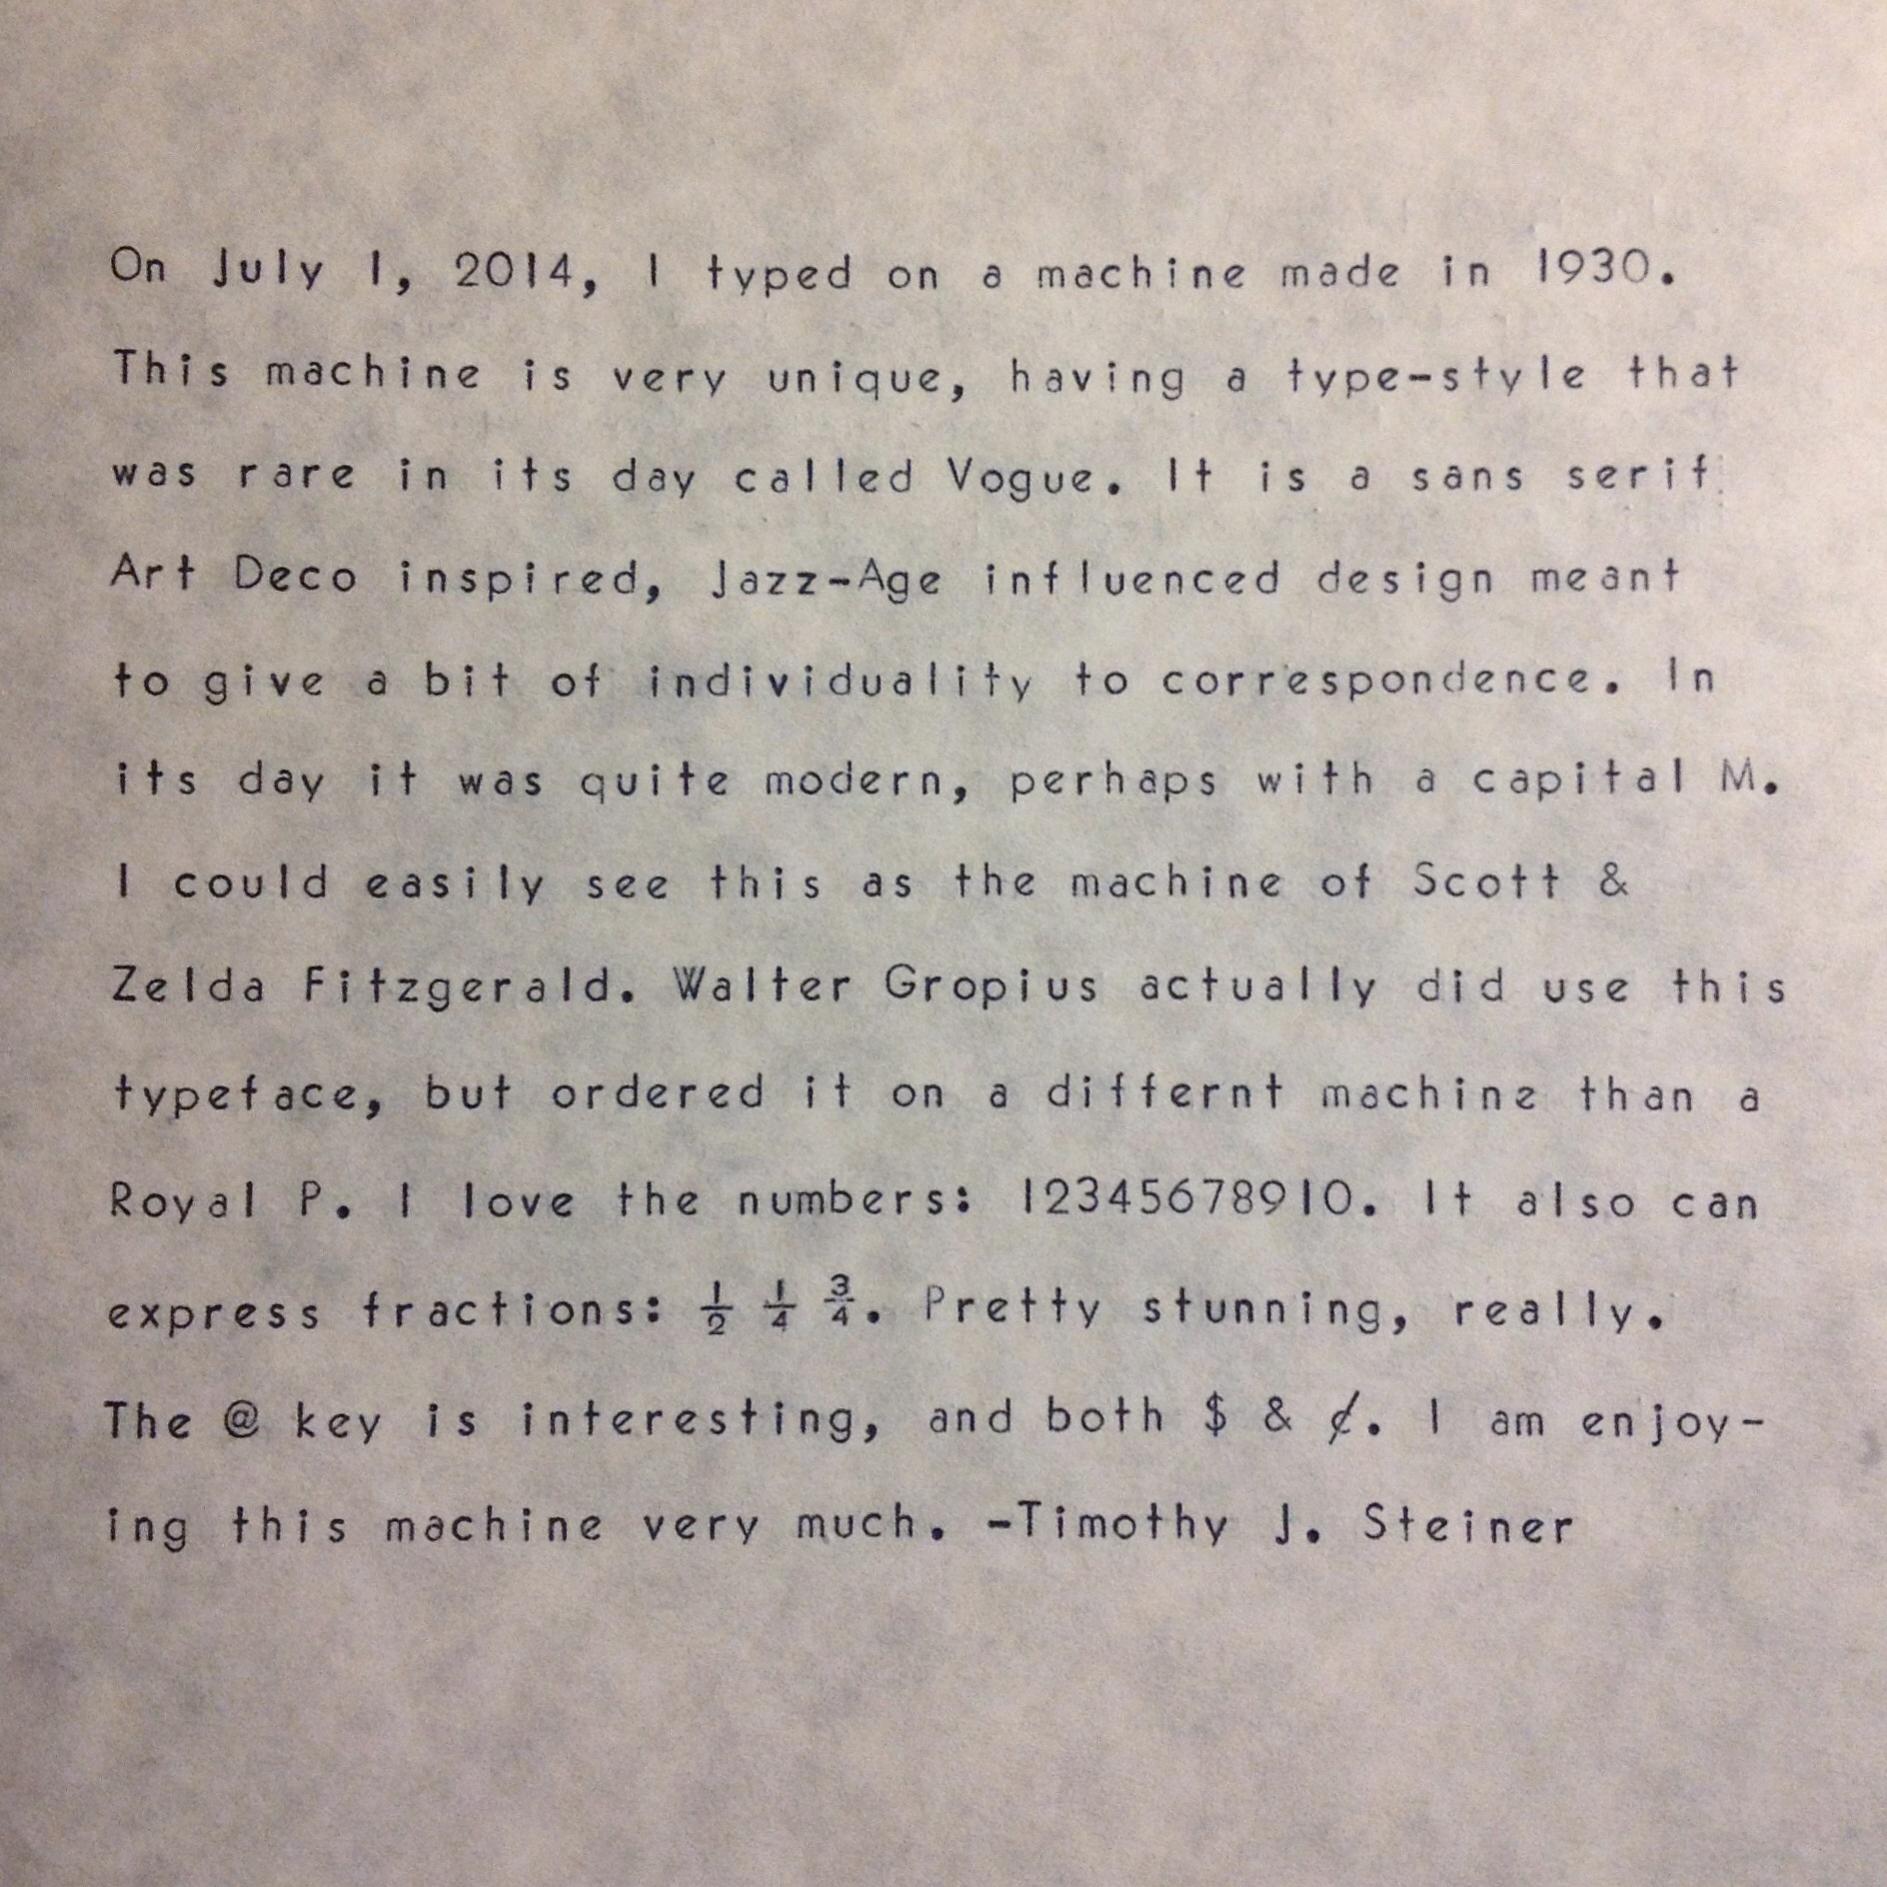 On July 1, 2014, I typed on a machine made in 1930.
This machine is very unique, having a type-style that
was rare in its day called Vogue. It is a sans serif
Art Deco inspired, Jazz-Age influenced design meant
to give a bit of individuality to correspondence. In
its day it was quite modern, perhaps with a capital M.
I could easily see this as the machine of Scott &
Zelda Fitzgerald. Walter Gropius actually did use this
typeface, but ordered it on a differnt machine than a
Royal P. I love the numbers: 12345678910. It also can
express fractions: ½ ¼ ¾. Pretty stunning, really.
The @ key is interesting, and both $ & ¢. I am enjoy-
ing this machine very much. -Timothy J. Steiner